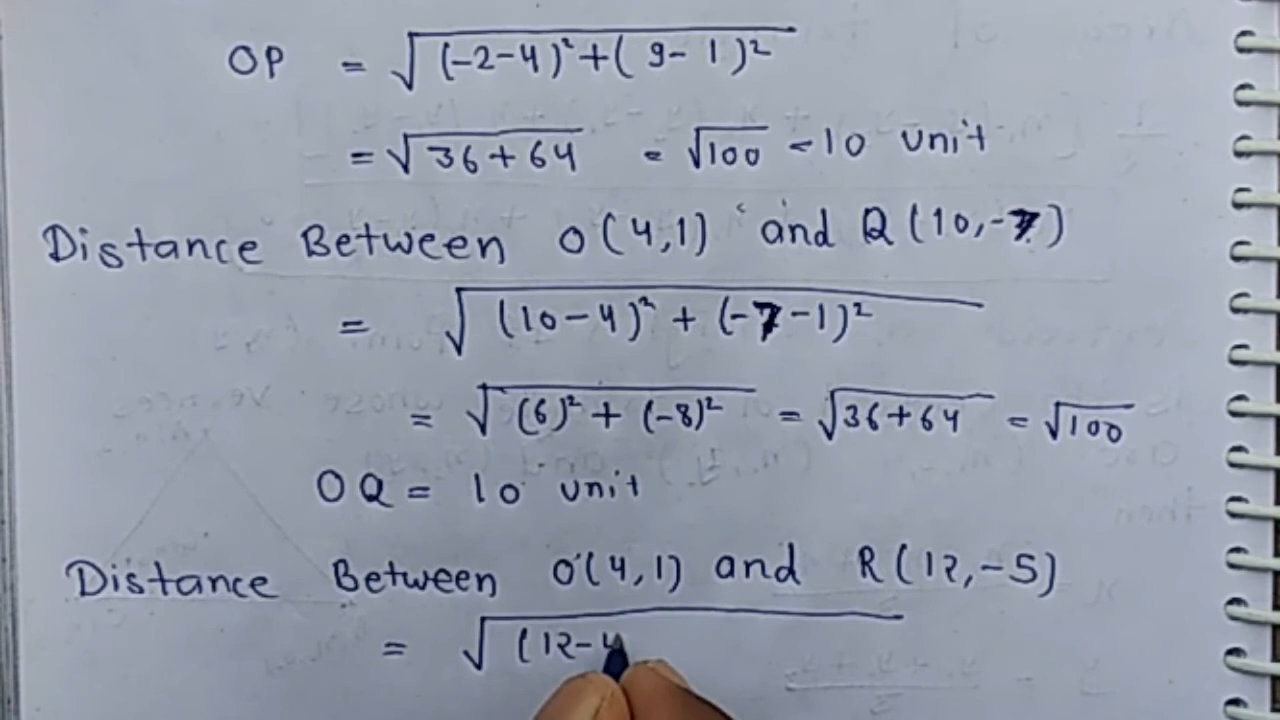 OP = √(-2-4)²+(9-1)²
= √36+64 = √100 = 10 unit
Distance Between O(4,1) and Q(10,-7)
= √(10-4)² + (-7-1)²
= √(6)² + (-8)² = √36+64 = √100
OQ = 10 unit
Distance Between O(4,1) and R(12,-5)
= √(12-4